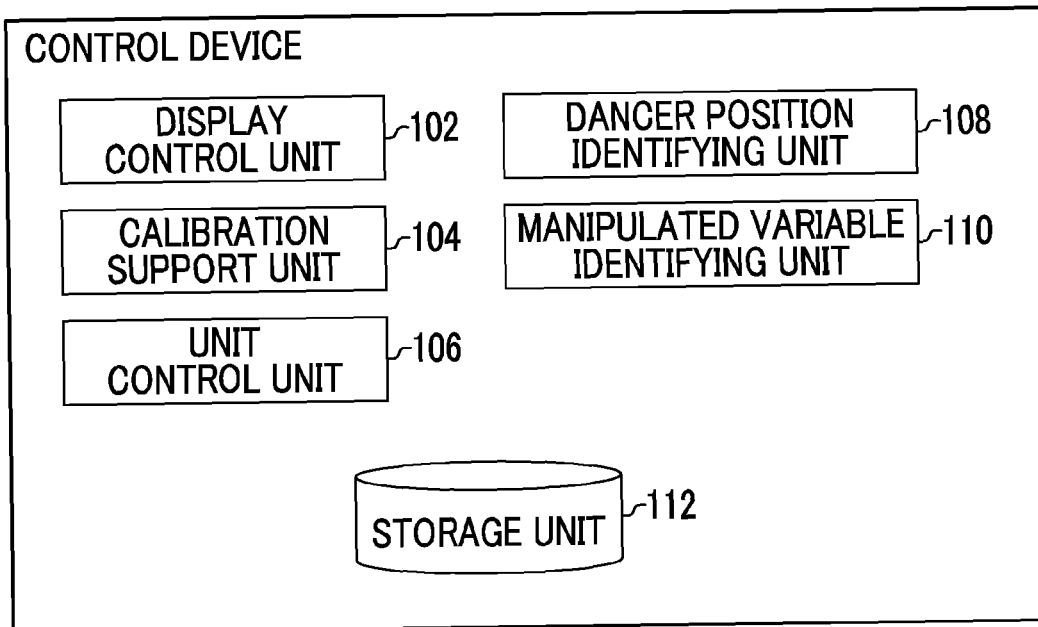 CONTROL DEVICE
DISPLAY
CONTROL UNIT
102
CALIBRATION
SUPPORT UNIT
104
UNIT
CONTROL UNIT
106
DANCER POSITION
IDENTIFYING UNIT
108
MANIPULATED VARIABLE
IDENTIFYING UNIT
110
STORAGE UNIT
112